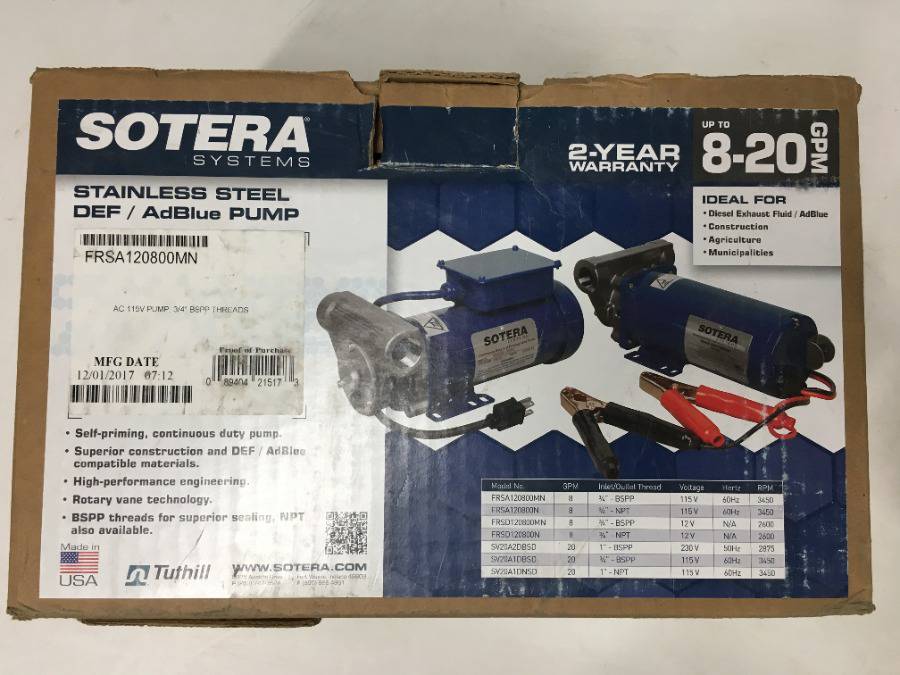 SOTERA®
SYSTEMS
2-YEAR
WARRANTY
UP TO
8-20 GPM
STAINLESS STEEL
DEF / AdBlue PUMP
IDEAL FOR
• Diesel Exhaust Fluid / AdBlue
• Construction
• Agriculture
• Municipalities
FRSA120800MN
AC 115V PUMP, 3/4" BSPP THREADS
MFG DATE
12/01/2017 07:12
Proof of Purchase
0 89404 21517 3
SOTERA
SYSTEMS
SOTERA
• Self-priming, continuous duty pump.
• Superior construction and DEF / AdBlue
compatible materials.
• High-performance engineering.
• Rotary vane technology.
• BSPP threads for superior sealing, NPT
also available.
Model No. GPM Inlet/Outlet Thread Voltage Hertz RPM
FRSA120800MN 8 ¾" - BSPP 115 V 60Hz 3450
FRSA120800N 8 ¾" - NPT 115 V 60Hz 3450
FRSD120800MN 8 ¾" - BSPP 12 V N/A 2600
FRSD120800N 8 ¾" - NPT 12 V N/A 2600
SV20A2DBSD 20 1" - BSPP 230 V 50Hz 2875
SV20A1DBSD 20 ¾" - BSPP 115 V 60Hz 3450
SV20A1DNSD 20 1" - NPT 115 V 60Hz 3450
Made in
USA
Tuthill
WWW.SOTERA.COM
Fort Wayne, Indiana